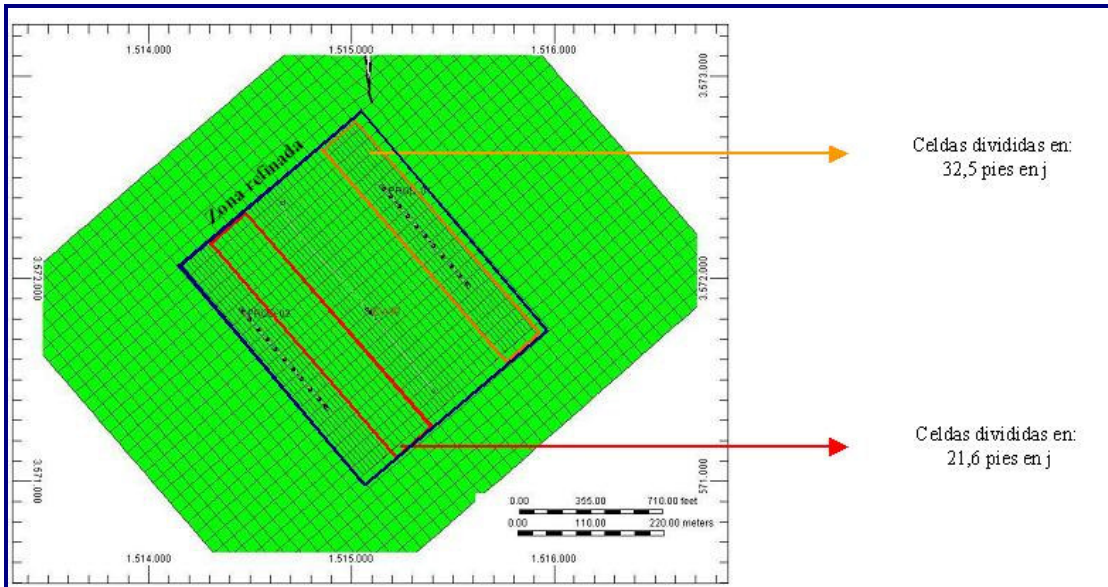 1.514.000 1.515.000 1.516.000
3.573.000
Celdas divididas en:
32,5 pies en j
Zona refinada
3.572.000 3.572.000
Celdas divididas en:
21,6 pies en j
3.571.000 571.000
0.00 355.00 710.00 feet
0.00 110.00 220.00 meters
1.514.000 1.515.000 1.516.000